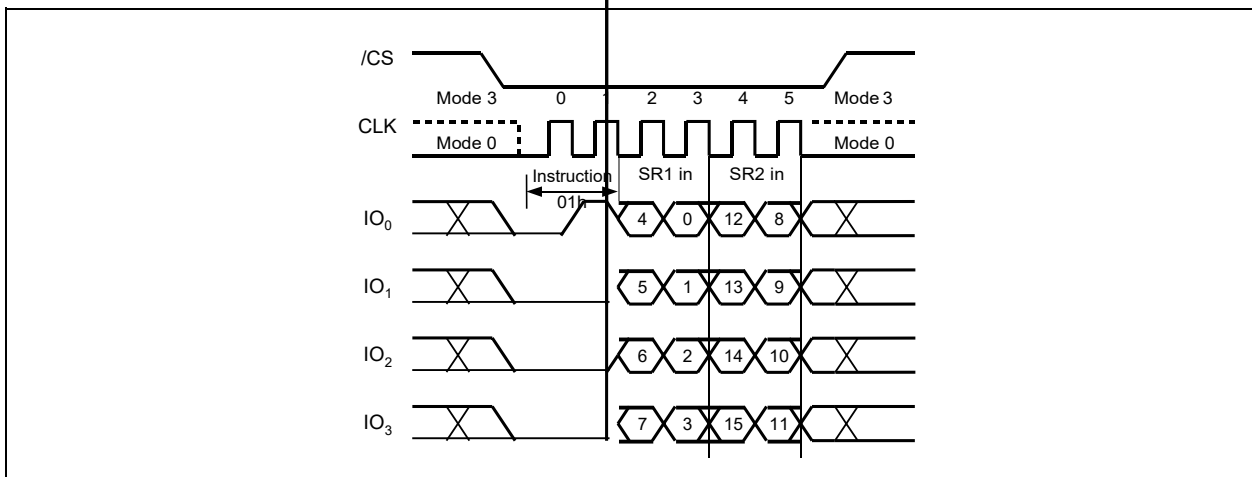 /CS
Mode 3 0 1 2 3 4 5 Mode 3
CLK
Mode 0 Mode 0
Instruction SR1 in SR2 in
01h
IO0 4 0 12 8
IO1 5 1 13 9
IO2 6 2 14 10
IO3 7 3 15 11